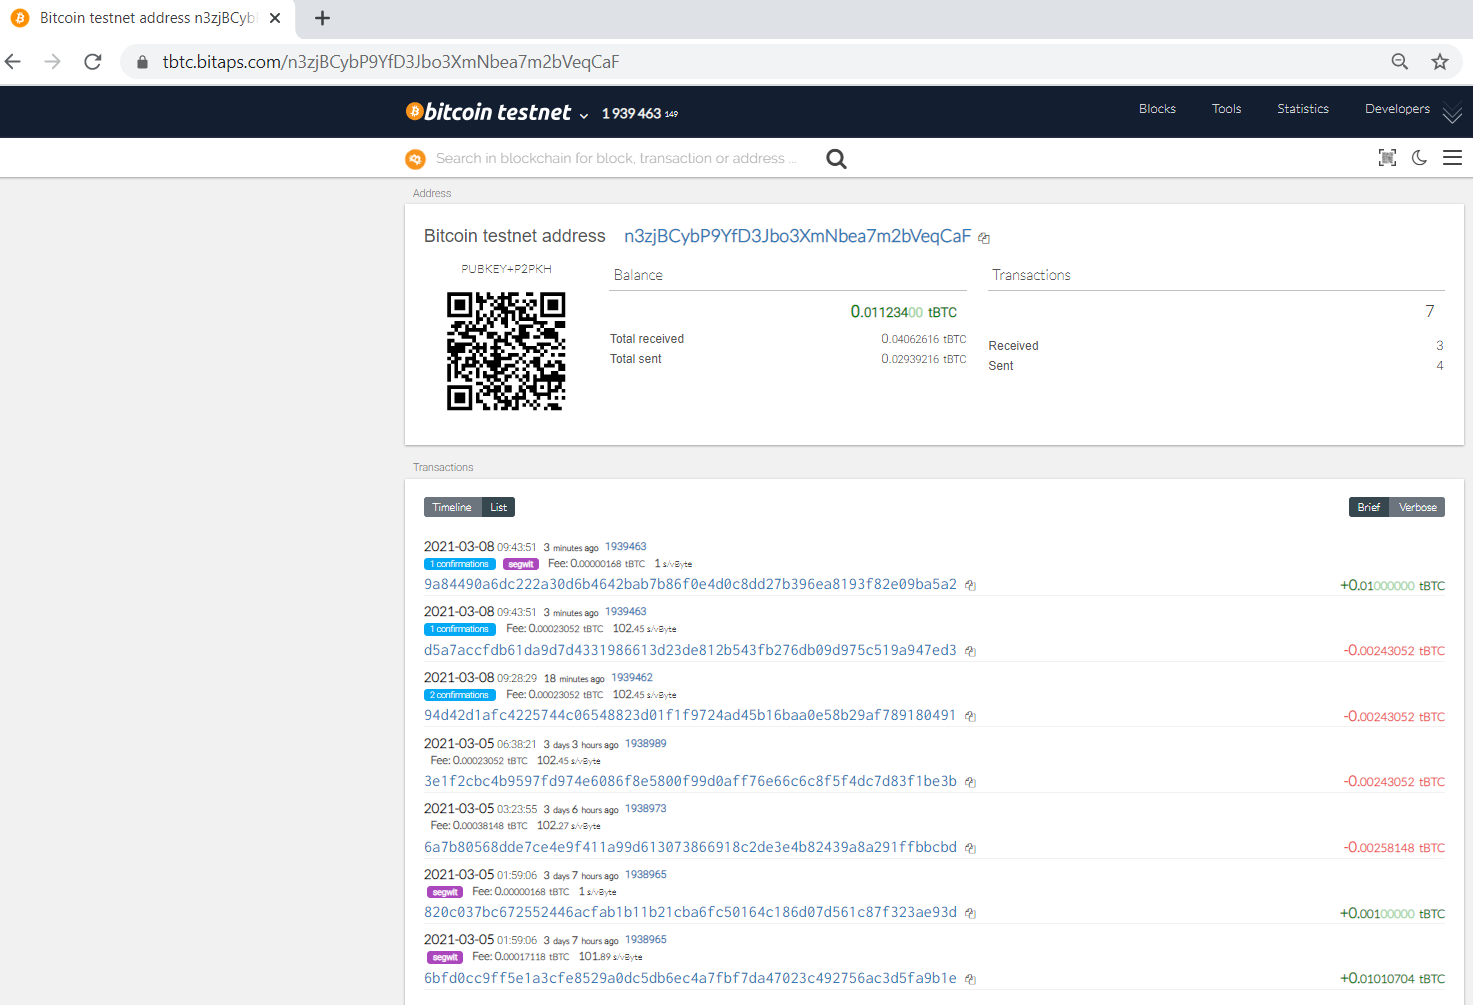 Bitcoin testnet address n3zjBCybP
tbtc.bitaps.com/n3zjBCybP9YfD3Jbo3XmNbea7m2bVeqCaF
bitcoin testnet 1 939 463 149 Blocks Tools Statistics Developers
Search in blockchain for block, transaction or address ...
Address
Bitcoin testnet address n3zjBCybP9YfD3Jbo3XmNbea7m2bVeqCaF
PUBKEY+P2PKH
Balance
0.01123400 tBTC
Total received 0.04062616 tBTC
Total sent 0.02939216 tBTC
Transactions
7
Received 3
Sent 4
Transactions
Timeline List Brief Verbose
2021-03-08 09:43:51 3 minutes ago 1939463
1 confirmations segwit Fee: 0.00000168 tBTC 1 s/vByte
9a84490a6dc222a30d6b4642bab7b86f0e4d0c8dd27b396ea8193f82e09ba5a2 +0.01000000 tBTC
2021-03-08 09:43:51 3 minutes ago 1939463
1 confirmations Fee: 0.00023052 tBTC 102.45 s/vByte
d5a7accfdb61da9d7d4331986613d23de812b543fb276db09d975c519a947ed3 -0.00243052 tBTC
2021-03-08 09:28:29 18 minutes ago 1939462
2 confirmations Fee: 0.00023052 tBTC 102.45 s/vByte
94d42d1afc4225744c06548823d01f1f9724ad45b16baa0e58b29af789180491 -0.00243052 tBTC
2021-03-05 06:38:21 3 days 3 hours ago 1938989
Fee: 0.00023052 tBTC 102.45 s/vByte
3e1f2cbc4b9597fd974e6086f8e5800f99d0aff76e66c6c8f5f4dc7d83f1be3b -0.00243052 tBTC
2021-03-05 03:23:55 3 days 6 hours ago 1938973
Fee: 0.00038148 tBTC 102.27 s/vByte
6a7b80568dde7ce4e9f411a99d613073866918c2de3e4b82439a8a291ffbbcbd -0.00258148 tBTC
2021-03-05 01:59:06 3 days 7 hours ago 1938965
segwit Fee: 0.00000168 tBTC 1 s/vByte
820c037bc672552446acfab1b11b21cba6fc50164c186d07d561c87f323ae93d +0.00100000 tBTC
2021-03-05 01:59:06 3 days 7 hours ago 1938965
segwit Fee: 0.00017118 tBTC 101.89 s/vByte
6bfd0cc9ff5e1a3cfe8529a0dc5db6ec4a7fbf7da47023c492756ac3d5fa9b1e +0.01010704 tBTC